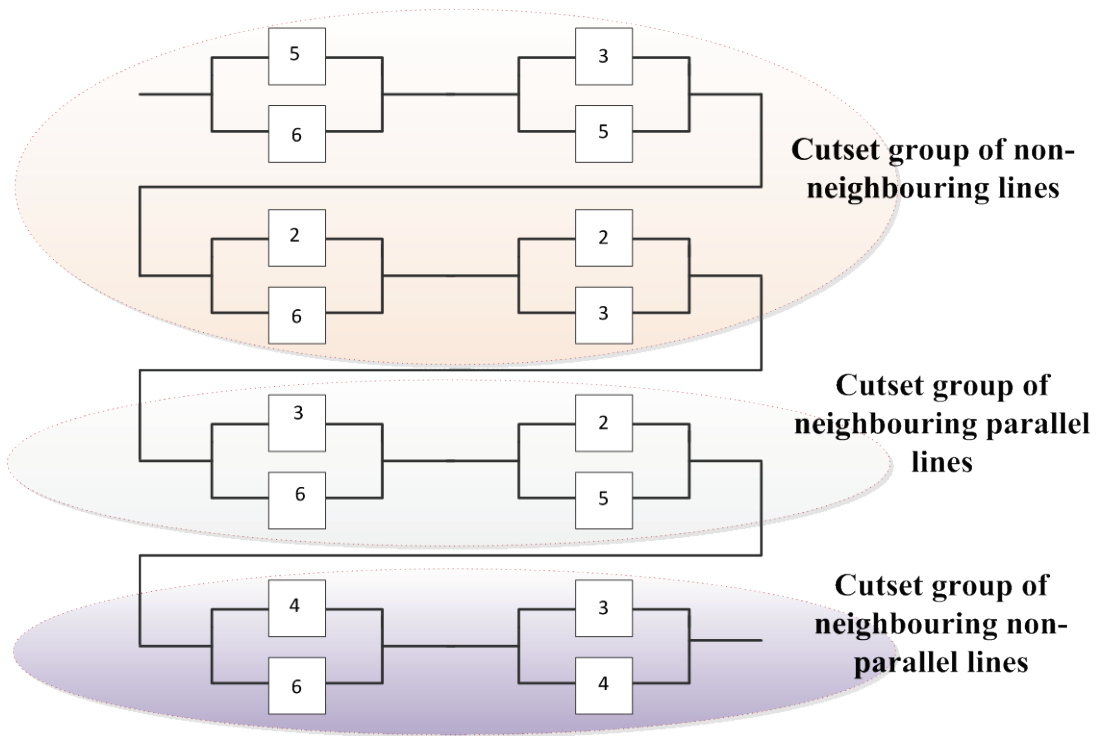 5
3
6
5
Cutset group of non-
neighbouring lines
2
2
6
3
Cutset group of
neighbouring parallel
lines
3
2
6
5
Cutset group of
neighbouring non-
parallel lines
4
3
6
4